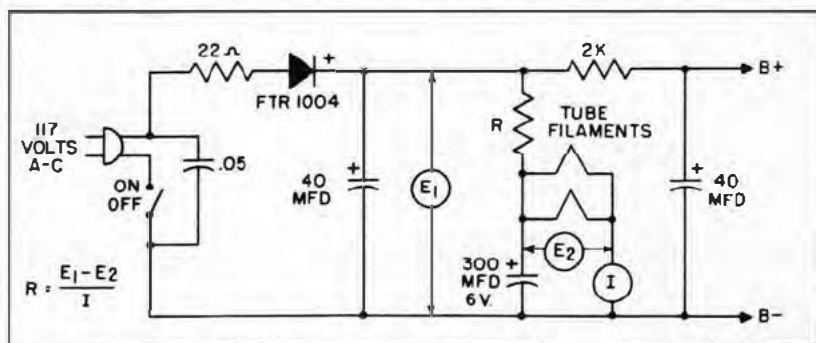 22 Ω
+
FTR 1004
2K
B+
117
VOLTS
A-C
.05
ON
OFF
+
40
MFD
E1
R
TUBE
FILAMENTS
+
40
MFD
E2
300 +
MFD
6V.
I
R = E1 - E2 / I
B-